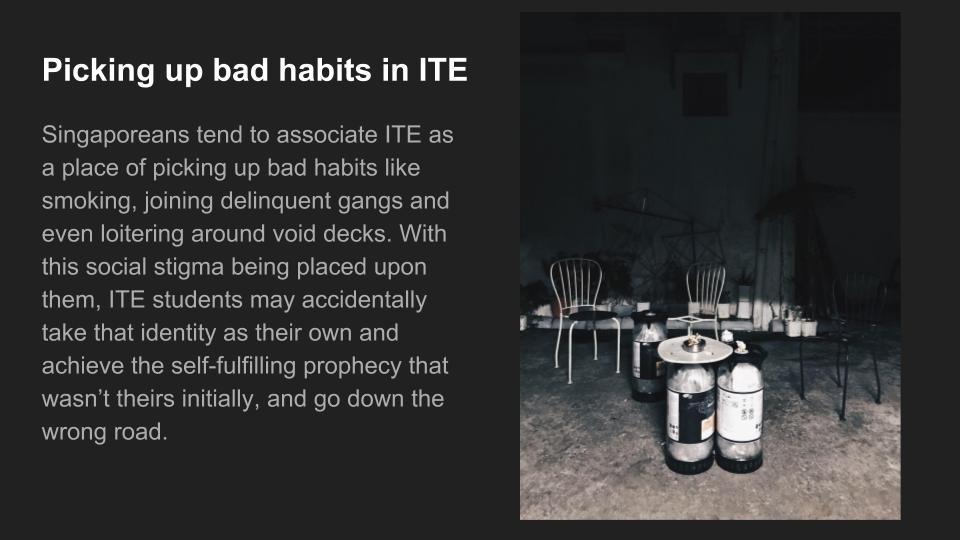 Picking up bad habits in ITE
Singaporeans tend to associate ITE as
a place of picking up bad habits like
smoking, joining delinquent gangs and
even loitering around void decks. With
this social stigma being placed upon
them, ITE students may accidentally
take that identity as their own and
achieve the self-fulfilling prophecy that
wasn’t theirs initially, and go down the
wrong road.